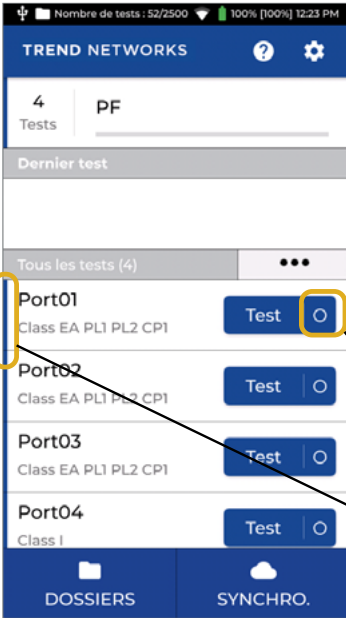 Nombre de tests : 52/2500 100% [100%] 12:23 PM
TREND NETWORKS ?
4 PF
Tests
Dernier test
Tous les tests (4) •••
Port01
Class EA PL1 PL2 CP1
Test
Port02
Class EA PL1 PL2 CP1
Test
Port03
Class EA PL1 PL2 CP1
Test
Port04
Class I
Test
DOSSIERS SYNCHRO.